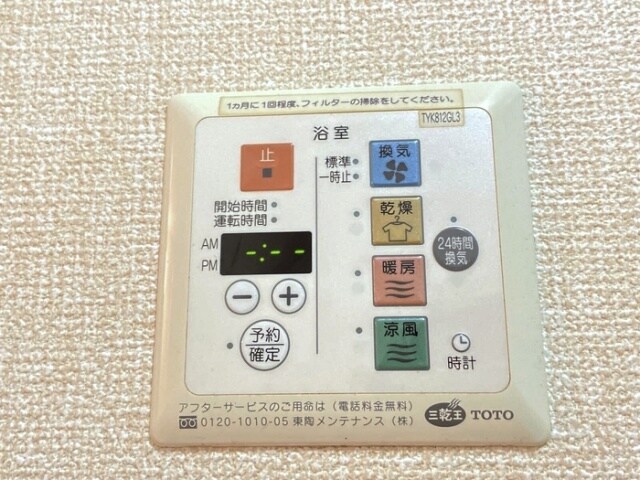 1ヵ月に1回程度、フィルターの掃除をしてください。
TYK812GL3
浴室
止
標準
一時止
換気
開始時間
運転時間
乾燥
AM
PM
-:--
24時間
換気
暖房
予約
確定
涼風
時計
アフターサービスのご用命は（電話料金無料）
0120-1010-05 東陶メンテナンス（株）
三乾王
TOTO